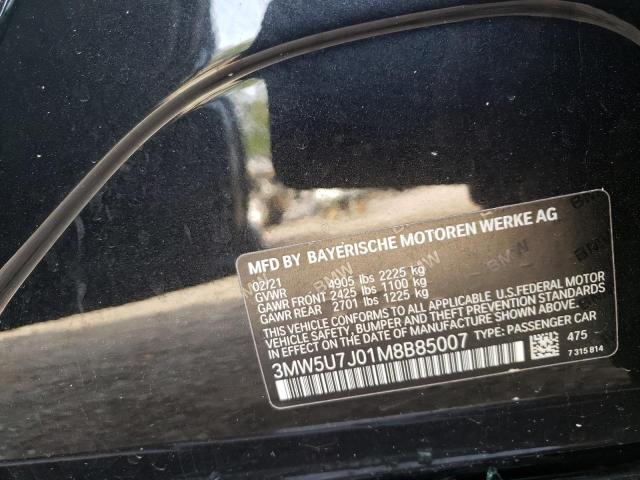 MFD BY BAYERISCHE MOTOREN WERKE AG
02/21
GVWR 4905 lbs 2225 kg
GAWR FRONT 2425 lbs 1100 kg
GAWR REAR 2701 lbs 1225 kg
THIS VEHICLE CONFORMS TO ALL APPLICABLE U.S.FEDERAL MOTOR
VEHICLE SAFETY, BUMPER AND THEFT PREVENTION STANDARDS
IN EFFECT ON THE DATE OF MANUFACTURE SHOWN ABOVE.
3MW5U7J01M8B85007 TYPE: PASSENGER CAR
475
7 315 814